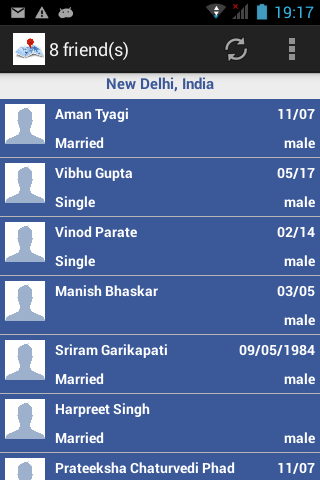 19:17
8 friend(s)
New Delhi, India
Aman Tyagi 11/07
Married male
Vibhu Gupta 05/17
Single male
Vinod Parate 02/14
Single male
Manish Bhaskar 03/05
male
Sriram Garikapati 09/05/1984
Married male
Harpreet Singh
Married male
Prateeksha Chaturvedi Phad 11/07